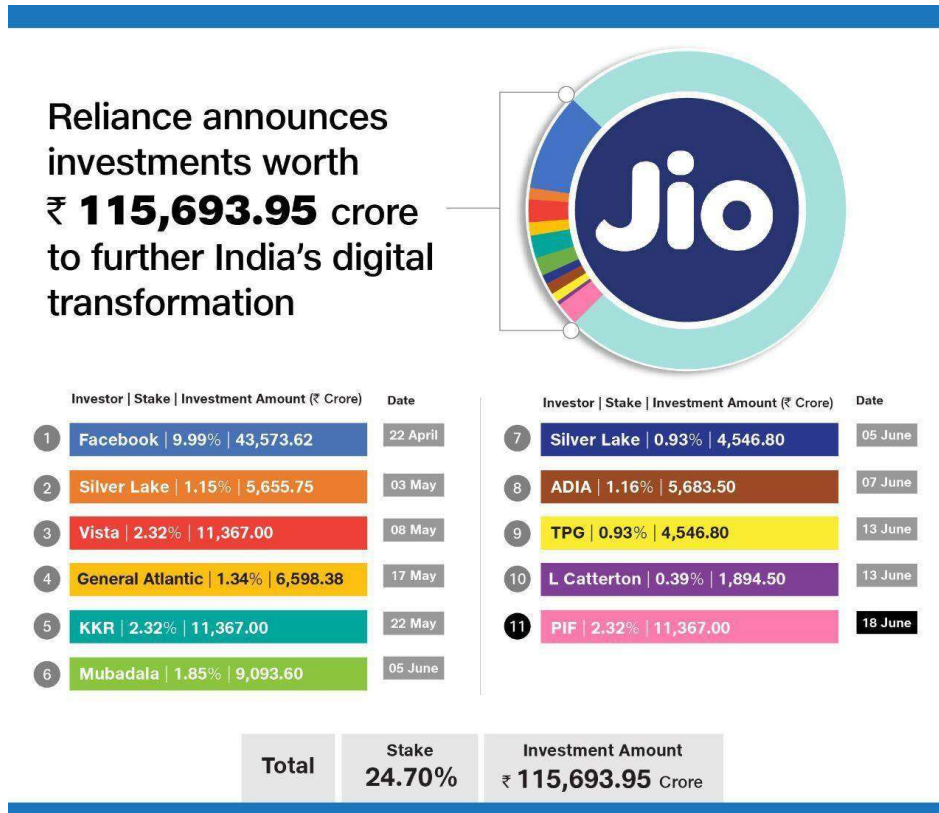 Reliance announces
investments worth
₹ 115,693.95 crore
to further India's digital
transformation
Jio
Investor | Stake | Investment Amount (₹ Crore) Date
1 Facebook | 9.99% | 43,573.62 22 April
2 Silver Lake | 1.15% | 5,655.75 03 May
3 Vista | 2.32% | 11,367.00 08 May
4 General Atlantic | 1.34% | 6,598.38 17 May
5 KKR | 2.32% | 11,367.00 22 May
6 Mubadala | 1.85% | 9,093.60 05 June
Investor | Stake | Investment Amount (₹ Crore) Date
7 Silver Lake | 0.93% | 4,546.80 05 June
8 ADIA | 1.16% | 5,683.50 07 June
9 TPG | 0.93% | 4,546.80 13 June
10 L Catterton | 0.39% | 1,894.50 13 June
11 PIF | 2.32% | 11,367.00 18 June
Total
Stake
24.70%
Investment Amount
₹ 115,693.95 Crore